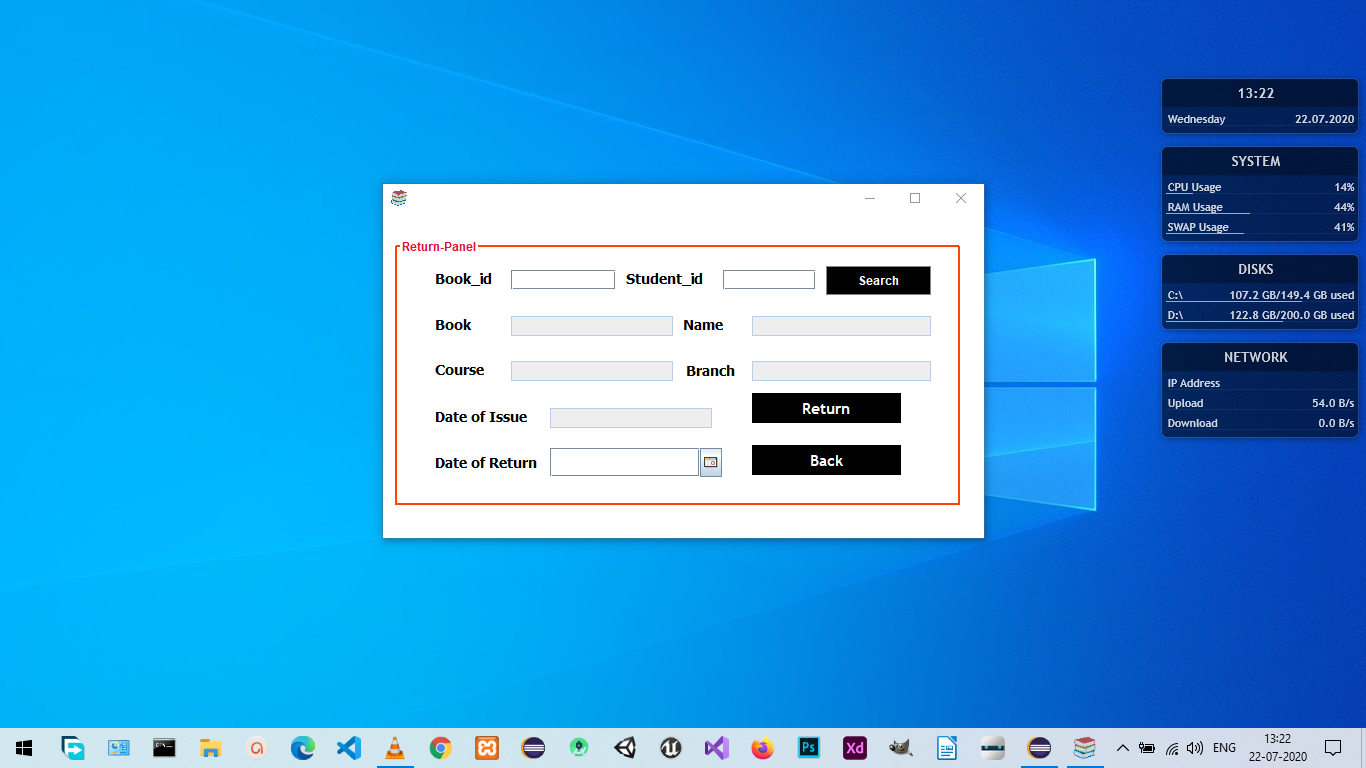 13:22
Wednesday 22.07.2020
SYSTEM
CPU Usage 14%
RAM Usage 44%
SWAP Usage 41%
DISKS
C:\ 107.2 GB/149.4 GB used
D:\ 122.8 GB/200.0 GB used
NETWORK
IP Address
Upload 54.0 B/s
Download 0.0 B/s
Return-Panel
Book_id Student_id Search
Book Name
Course Branch
Date of Issue Return
Date of Return Back
Ps Xd ENG 13:22
22-07-2020